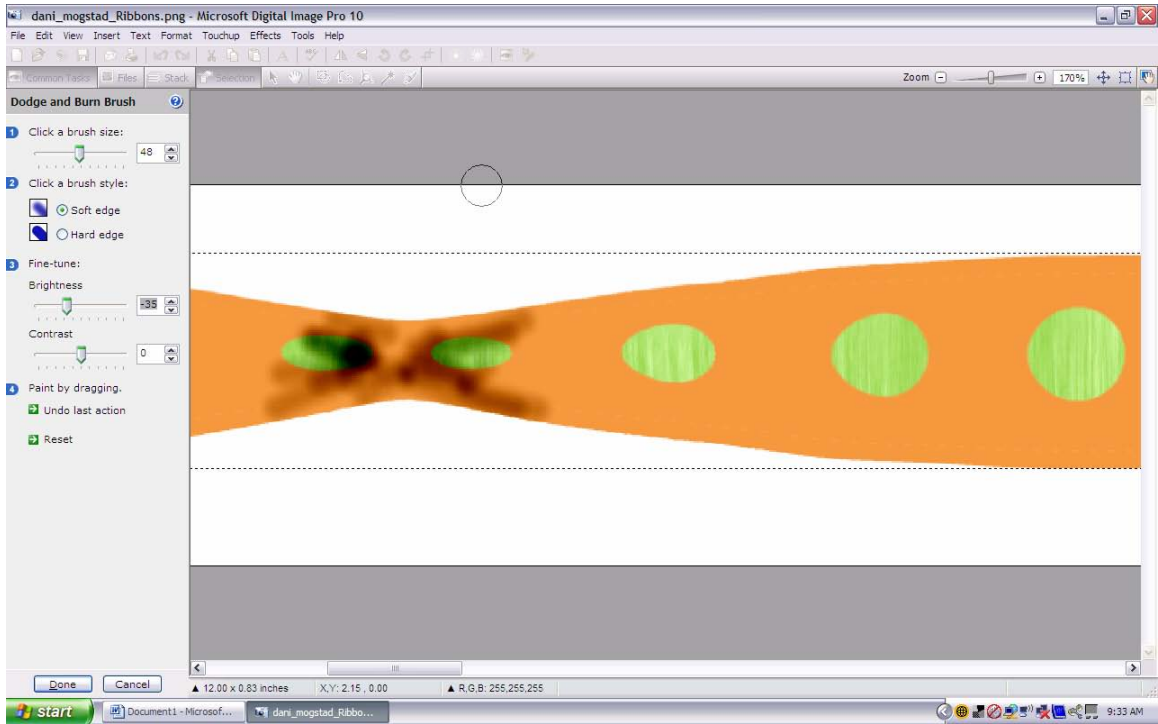 dani_mogstad_Ribbons.png - Microsoft Digital Image Pro 10
File Edit View Insert Text Format Touchup Effects Tools Help
Common Tasks Files Stack Selection Zoom 170%
Dodge and Burn Brush
1 Click a brush size:
48
2 Click a brush style:
Soft edge
Hard edge
3 Fine-tune:
Brightness
-35
Contrast
0
4 Paint by dragging.
Undo last action
Reset
Done Cancel
12.00 x 0.83 inches X,Y: 2.15 , 0.00 R,G,B: 255,255,255
start Document1 - Microsof... dani_mogstad_Ribbo... 9:33 AM